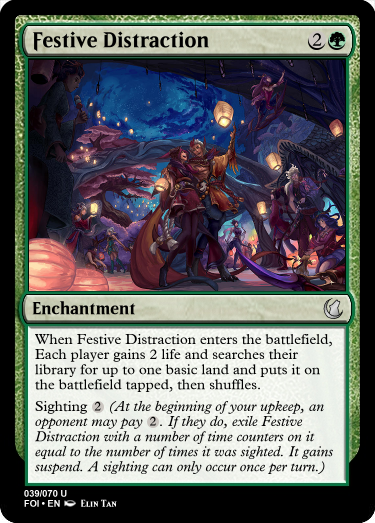 Festive Distraction 2
Enchantment
When Festive Distraction enters the battlefield,
Each player gains 2 life and searches their
library for up to one basic land and puts it on
the battlefield tapped, then shuffles.
Sighting 2 (At the beginning of your upkeep, an
opponent may pay 2. If they do, exile Festive
Distraction with a number of time counters on it
equal to the number of times it was sighted. It gains
suspend. A sighting can only occur once per turn.)
039/070 U
FOI • EN Elin Tan